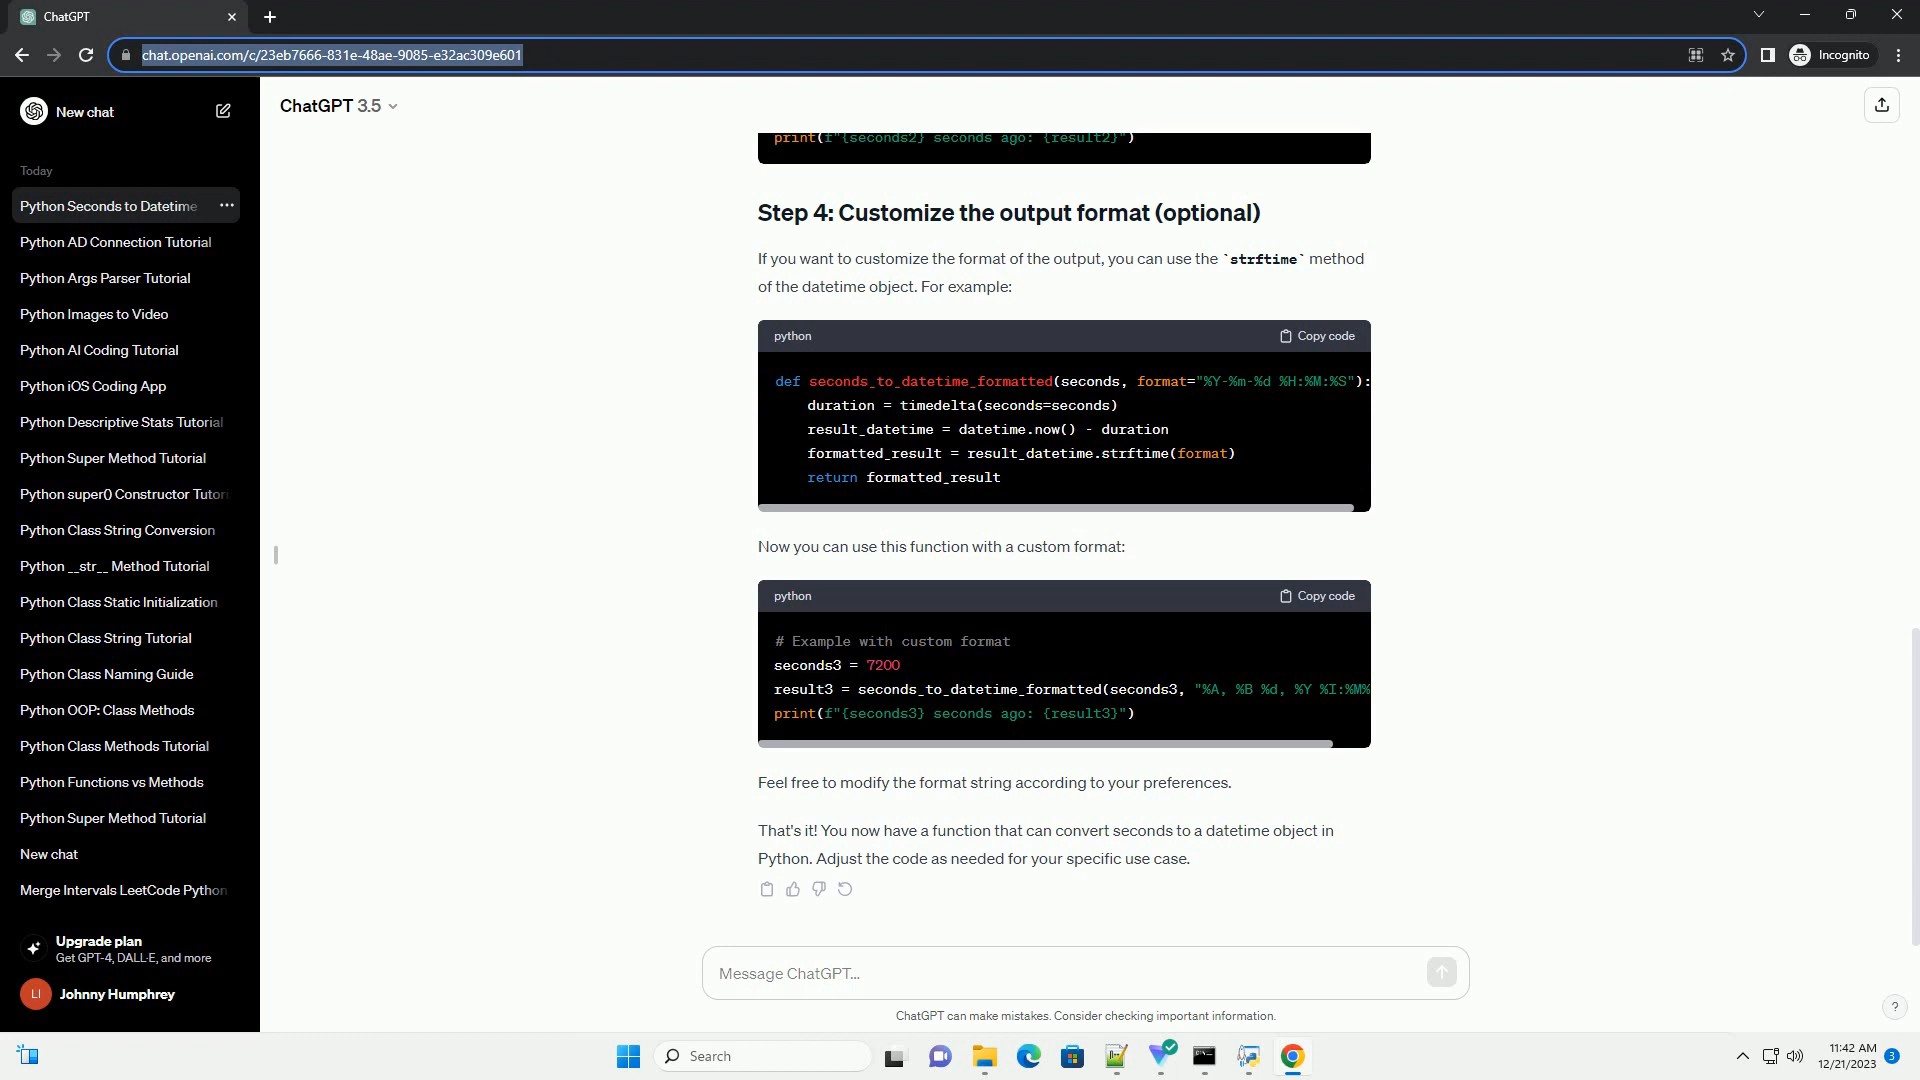 ChatGPT
chat.openai.com/c/23eb7666-831e-48ae-9085-e32ac309e601
Incognito
New chat
Today
Python Seconds to Datetime
Python AD Connection Tutorial
Python Args Parser Tutorial
Python Images to Video
Python AI Coding Tutorial
Python iOS Coding App
Python Descriptive Stats Tutorial
Python Super Method Tutorial
Python super() Constructor Tutori
Python Class String Conversion
Python __str__ Method Tutorial
Python Class Static Initialization
Python Class String Tutorial
Python Class Naming Guide
Python OOP: Class Methods
Python Class Methods Tutorial
Python Functions vs Methods
Python Super Method Tutorial
New chat
Merge Intervals LeetCode Python
Upgrade plan
Get GPT-4, DALL·E, and more
LI
Johnny Humphrey
ChatGPT 3.5
print(f"{seconds2} seconds ago: {result2}")
Step 4: Customize the output format (optional)
If you want to customize the format of the output, you can use the `strftime` method
of the datetime object. For example:
python
Copy code
def seconds_to_datetime_formatted(seconds, format="%Y-%m-%d %H:%M:%S"):
duration = timedelta(seconds=seconds)
result_datetime = datetime.now() - duration
formatted_result = result_datetime.strftime(format)
return formatted_result
Now you can use this function with a custom format:
python
Copy code
# Example with custom format
seconds3 = 7200
result3 = seconds_to_datetime_formatted(seconds3, "%A, %B %d, %Y %I:%M%
print(f"{seconds3} seconds ago: {result3}")
Feel free to modify the format string according to your preferences.
That's it! You now have a function that can convert seconds to a datetime object in
Python. Adjust the code as needed for your specific use case.
Message ChatGPT...
ChatGPT can make mistakes. Consider checking important information.
?
Search
11:42 AM
12/21/2023
3